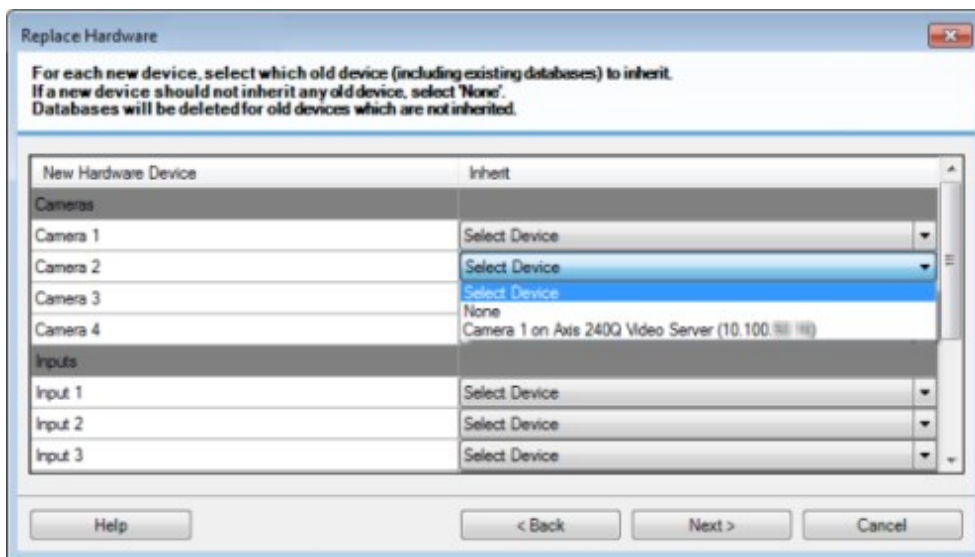 Replace Hardware
For each new device, select which old device (including existing databases) to inherit.
If a new device should not inherit any old device, select 'None'.
Databases will be deleted for old devices which are not inherited.
New Hardware Device Inherit
Cameras
Camera 1 Select Device
Camera 2 Select Device
Camera 3 Select Device
None
Camera 4 Camera 1 on Axis 240Q Video Server (10.100.
Inputs
Input 1 Select Device
Input 2 Select Device
Input 3 Select Device
Help < Back Next > Cancel